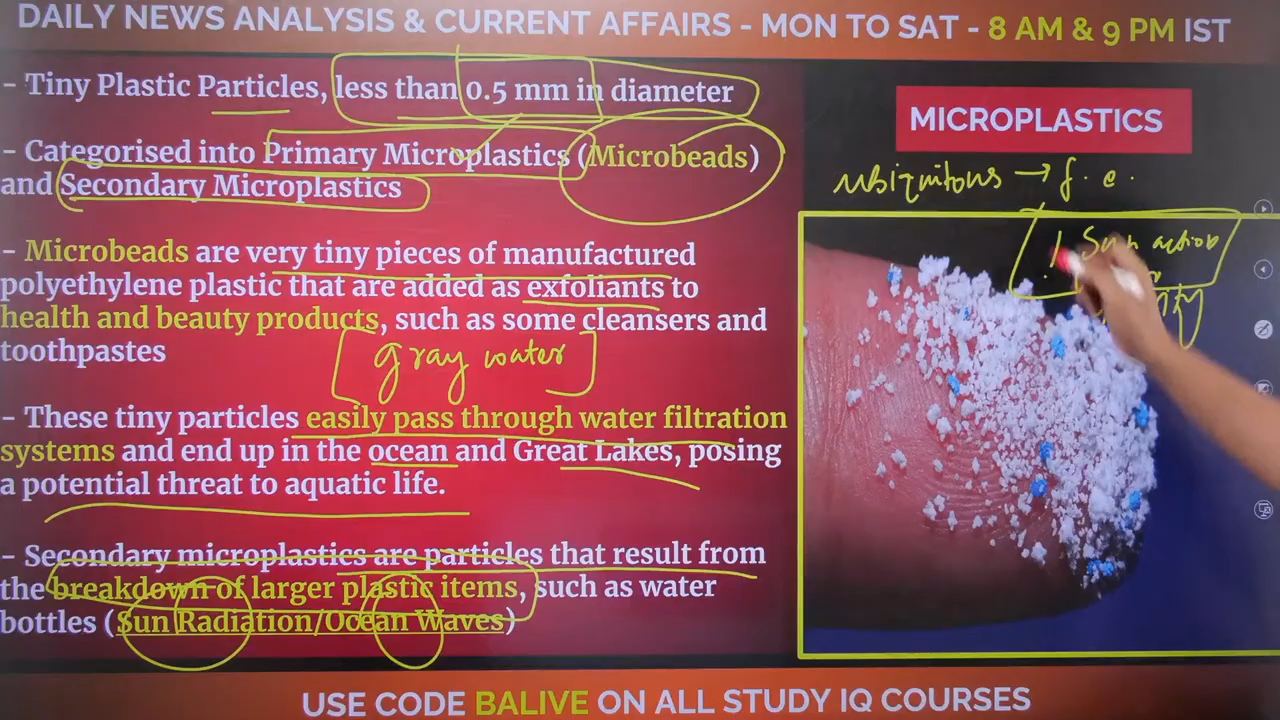 DAILY NEWS ANALYSIS & CURRENT AFFAIRS - MON TO SAT - 8 AM & 9 PM IST
- Tiny Plastic Particles, less than 0.5 mm in diameter
- Categorised into Primary Microplastics (Microbeads)
and Secondary Microplastics
- Microbeads are very tiny pieces of manufactured
polyethylene plastic that are added as exfoliants to
health and beauty products, such as some cleansers and
toothpastes
gray water
- These tiny particles easily pass through water filtration
systems and end up in the ocean and Great Lakes, posing
a potential threat to aquatic life.
- Secondary microplastics are particles that result from
the breakdown of larger plastic items, such as water
bottles (Sun Radiation/Ocean Waves)
MICROPLASTICS
ubiquitous → f. e.
Sun action
USE CODE BALIVE ON ALL STUDY IQ COURSES